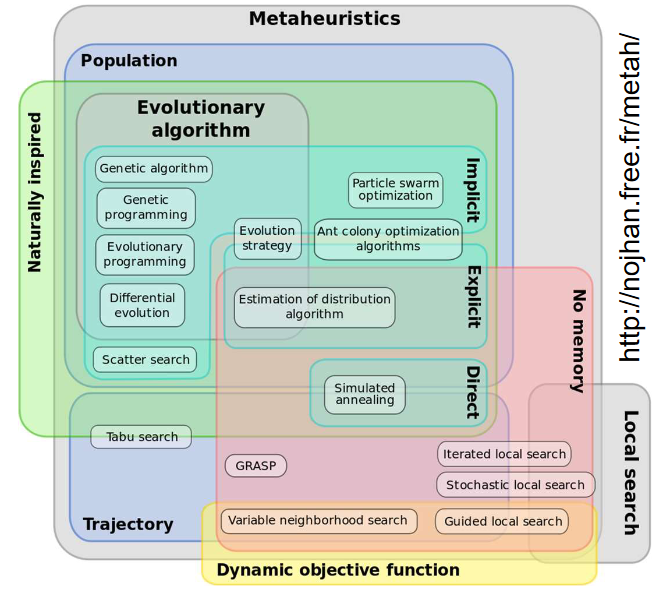 Metaheuristics
Population
Naturally inspired
Evolutionary
algorithm
Genetic algorithm
Genetic
programming
Evolutionary
programming
Differential
evolution
Scatter search
Implicit
Particle swarm
optimization
Evolution
strategy
Ant colony optimization
algorithms
Explicit
Estimation of distribution
algorithm
No memory
Direct
Simulated
annealing
Tabu search
GRASP
Iterated local search
Stochastic local search
Local search
Variable neighborhood search
Guided local search
Trajectory
Dynamic objective function
http://nojhan.free.fr/metah/